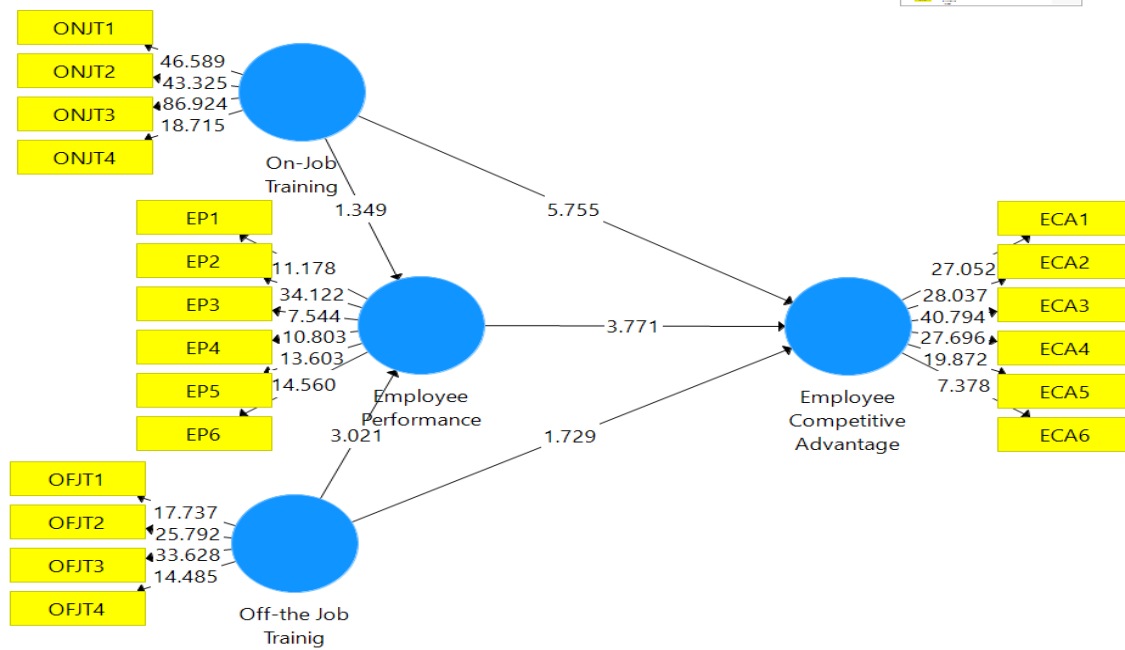 ONJT1
ONJT2
ONJT3
ONJT4
46.589
43.325
86.924
18.715
On-Job
Training
1.349
5.755
EP1
EP2
EP3
EP4
EP5
EP6
11.178
34.122
7.544
10.803
13.603
14.560
Employee
Performance
3.771
3.021
1.729
ECA1
ECA2
ECA3
ECA4
ECA5
ECA6
27.052
28.037
40.794
27.696
19.872
7.378
Employee
Competitive
Advantage
OFJT1
OFJT2
OFJT3
OFJT4
17.737
25.792
33.628
14.485
Off-the Job
Trainig